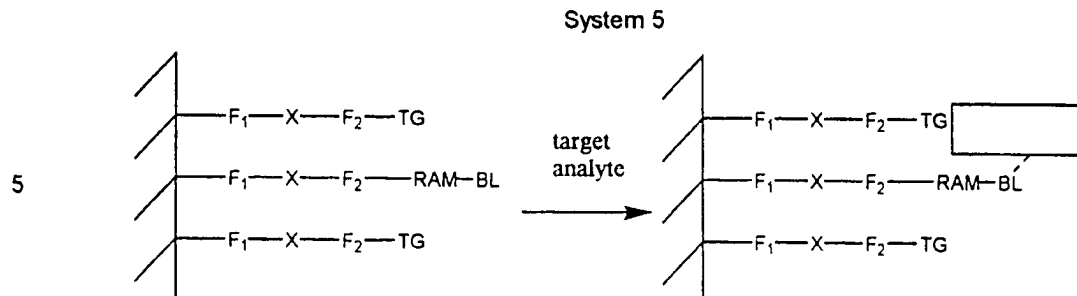 System 5
F₁—X—F₂—TG F₁—X—F₂—TG
target
analyte
5 F₁—X—F₂—RAM—BL F₁—X—F₂—RAM—BL
F₁—X—F₂—TG F₁—X—F₂—TG